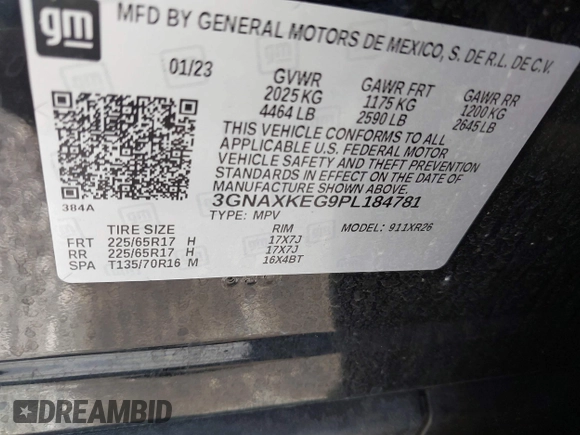 gm
MFD BY GENERAL MOTORS DE MEXICO, S. DE R.L. DE C.V.
01/23 GVWR GAWR FRT GAWR RR
2025 KG 1175 KG 1200 KG
4464 LB 2590 LB 2645 LB
THIS VEHICLE CONFORMS TO ALL
APPLICABLE U.S. FEDERAL MOTOR
VEHICLE SAFETY AND THEFT PREVENTION
STANDARDS IN EFFECT ON THE DATE OF
MANUFACTURE SHOWN ABOVE.
384A 3GNAXKEG9PL184781
TYPE: MPV MODEL: 911XR26
TIRE SIZE RIM
FRT 225/65R17 H 17X7J
RR 225/65R17 H 17X7J
SPA T135/70R16 M 16X4BT
DREAMBID